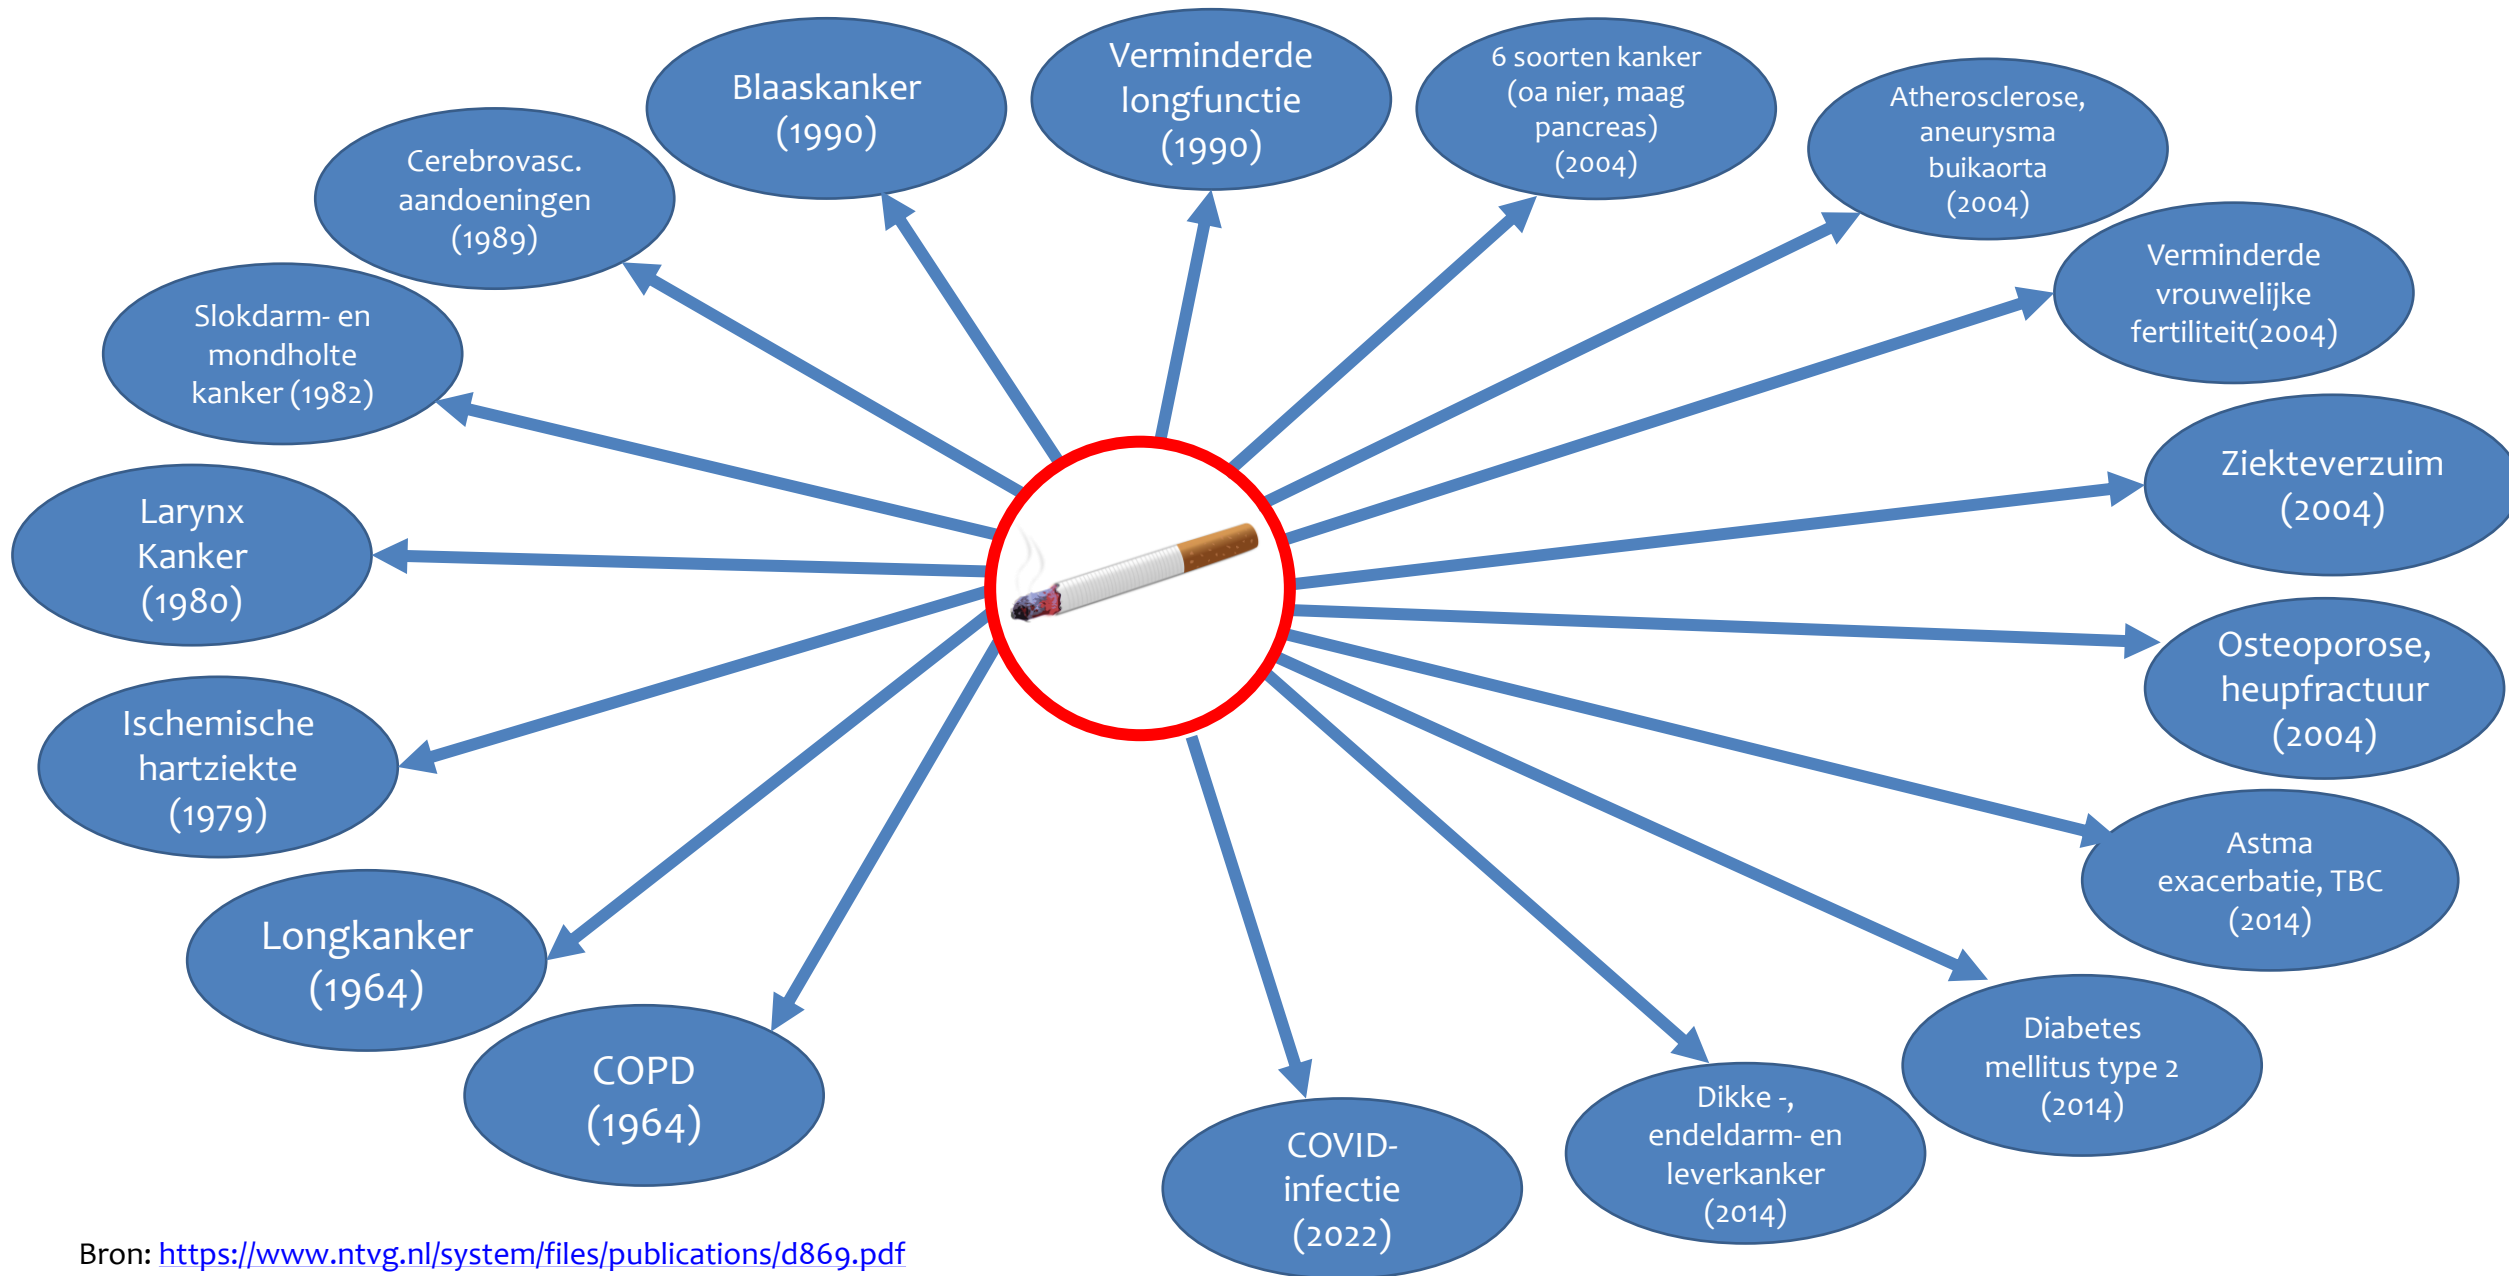 COPD
(1964)
Longkanker
(1964)
Ischemische
hartziekte
(1979)
Larynx
Kanker
(1980)
Slokdarm- en
mondholte
kanker (1982)
Cerebrovasc.
aandoeningen
(1989)
Blaaskanker
(1990)
Verminderde
longfunctie
(1990)
6 soorten kanker
(oa nier, maag
pancreas)
(2004)
Atherosclerose,
aneurysma
buikaorta
(2004)
Verminderde
vrouwelijke
fertiliteit(2004)
Ziekteverzuim
(2004)
Osteoporose,
heupfractuur
(2004)
Astma
exacerbatie, TBC
(2014)
Diabetes
mellitus type 2
(2014)
Dikke -,
endeldarm- en
leverkanker
(2014)
COVID-
infectie
(2022)
Bron: https://www.ntvg.nl/system/files/publications/d869.pdf